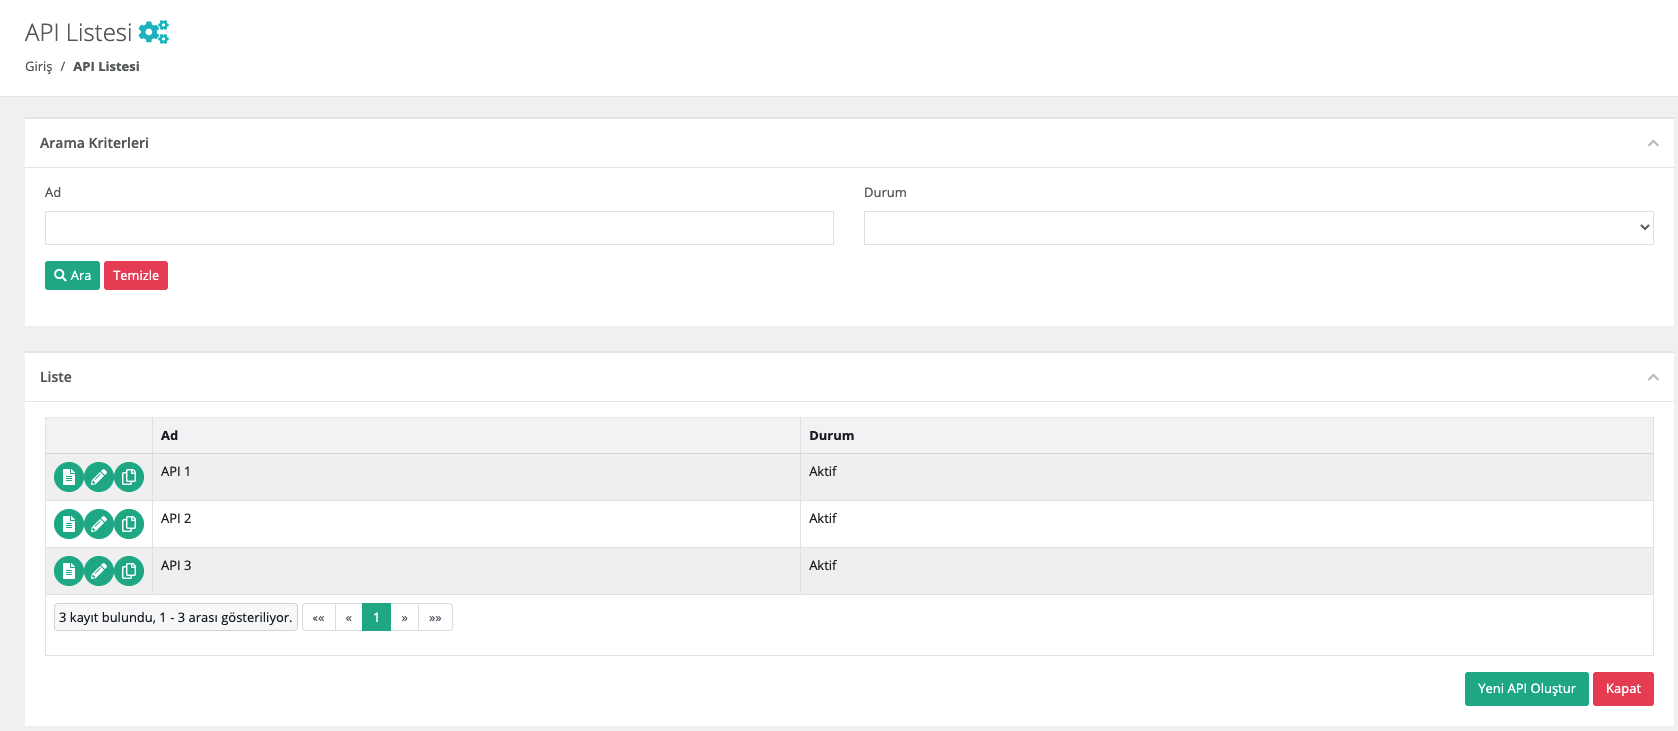 API Listesi
Giriş / API Listesi
Arama Kriterleri
Ad Durum
Ara Temizle
Liste
Ad Durum
API 1 Aktif
API 2 Aktif
API 3 Aktif
3 kayıt bulundu, 1 - 3 arası gösteriliyor. «« « 1 » »»
Yeni API Oluştur Kapat